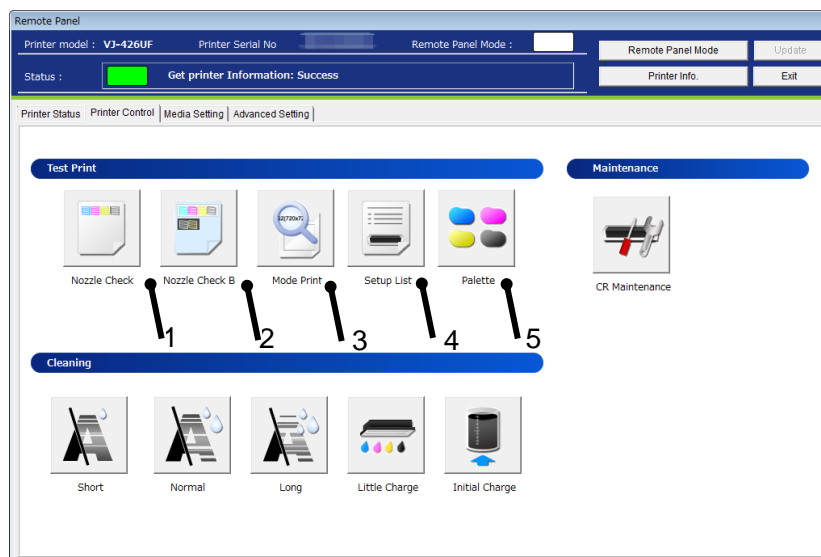 Remote Panel
Printer model : VJ-426UF Printer Serial No Remote Panel Mode :
Remote Panel Mode Update
Status : Get printer Information: Success
Printer Info. Exit
Printer Status Printer Control Media Setting Advanced Setting
Test Print Maintenance
Nozzle Check Nozzle Check B Mode Print Setup List Palette
CR Maintenance
1 2 3 4 5
Cleaning
Short Normal Long Little Charge Initial Charge